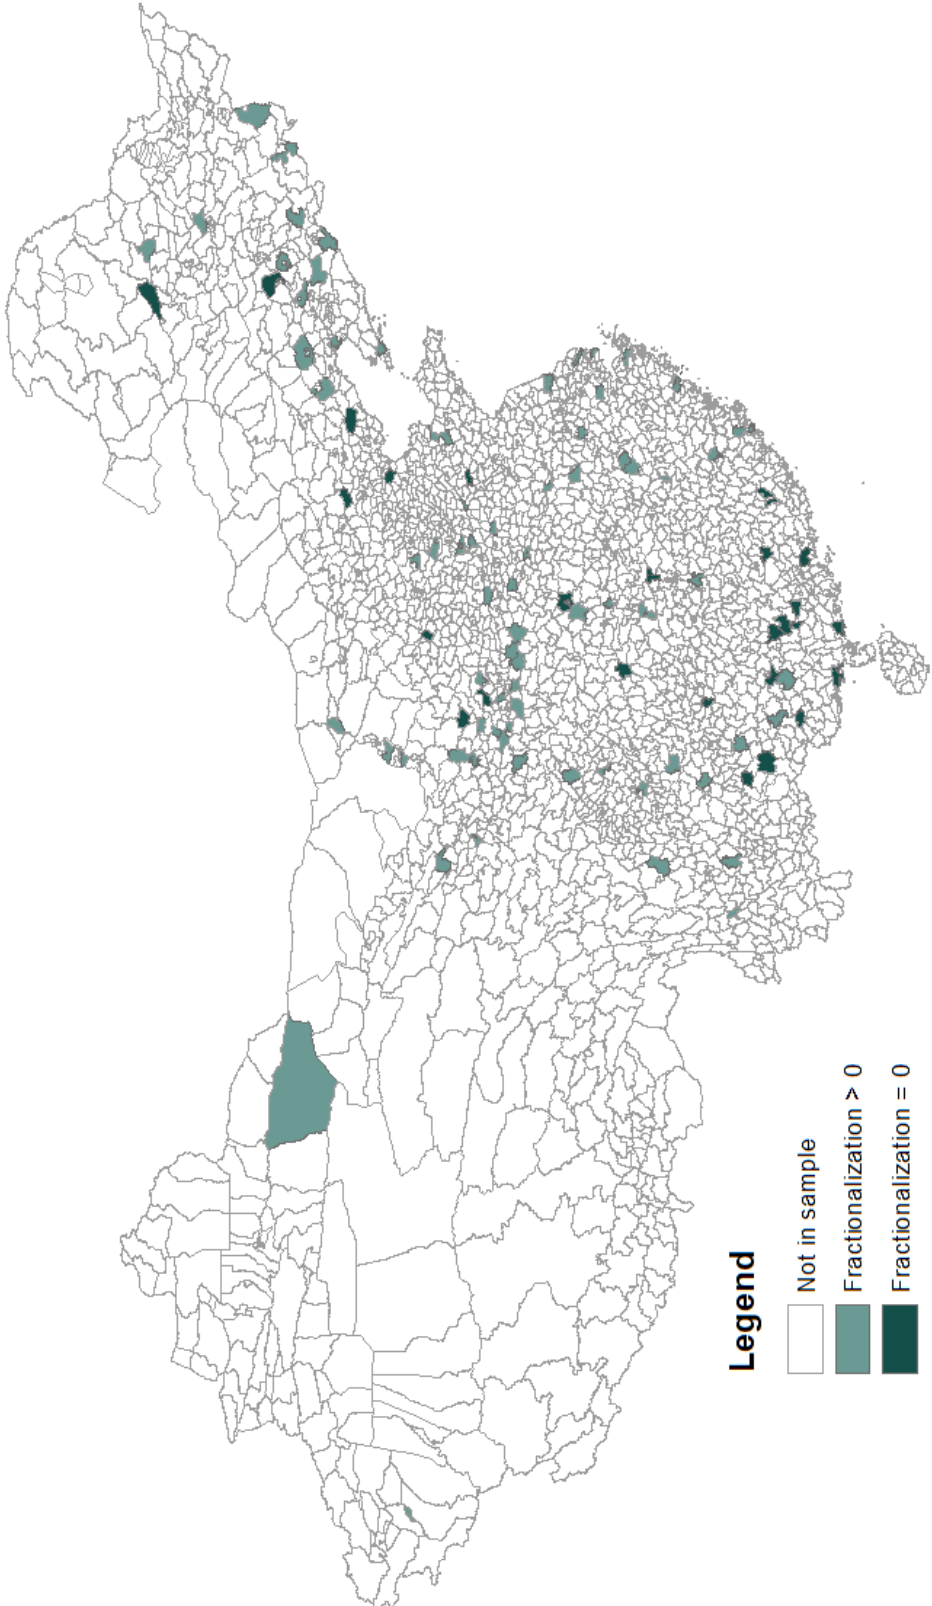 Legend
Not in sample
Fractionalization > 0
Fractionalization = 0